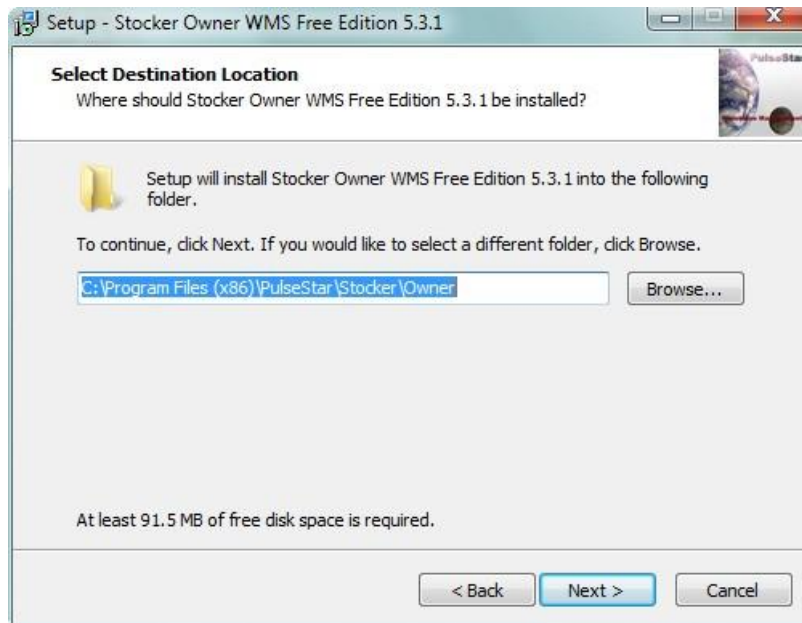 Setup - Stocker Owner WMS Free Edition 5.3.1
Select Destination Location
Where should Stocker Owner WMS Free Edition 5.3.1 be installed?
PulseStar
Setup will install Stocker Owner WMS Free Edition 5.3.1 into the following
folder.
To continue, click Next. If you would like to select a different folder, click Browse.
C:\Program Files (x86)\PulseStar\Stocker\Owner
Browse...
At least 91.5 MB of free disk space is required.
< Back
Next >
Cancel